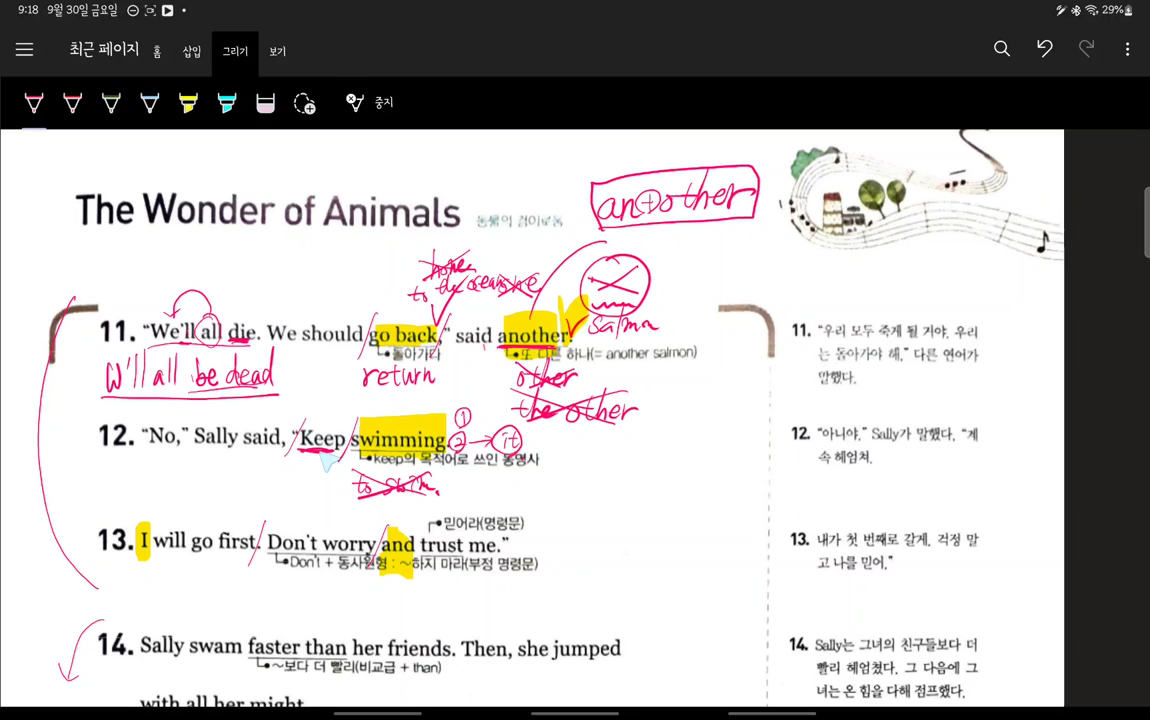 9:18 9월 30일 금요일 29%
최근 페이지 홈 삽입 그리기 보기
중지
an+other
The Wonder of Animals 동물의 경이로움
home
to the ocean
salmon
11. “We'll all die. We should go back,” said another.
돌아가다
또 다른 하나(= another salmon)
W'll all be dead
return
other
the other
11. “우리 모두 죽게 될 거야. 우리
는 돌아가야 해,” 다른 연어가
말했다.
①
12. “No,” Sally said, “Keep swimming.
② → it
keep의 목적어로 쓰인 동명사
to swim.
12. “아니야,” Sally가 말했다. “계
속 헤엄쳐.
믿어라(명령문)
13. I will go first. Don't worry and trust me.”
Don't + 동사원형 : ~하지 마라(부정 명령문)
13. 내가 첫 번째로 갈게. 걱정 말
고 나를 믿어.”
14. Sally swam faster than her friends. Then, she jumped
~보다 더 빨리(비교급 + than)
with all her might.
14. Sally는 그녀의 친구들보다 더
빨리 헤엄쳤다. 그 다음에 그
녀는 온 힘을 다해 점프했다.